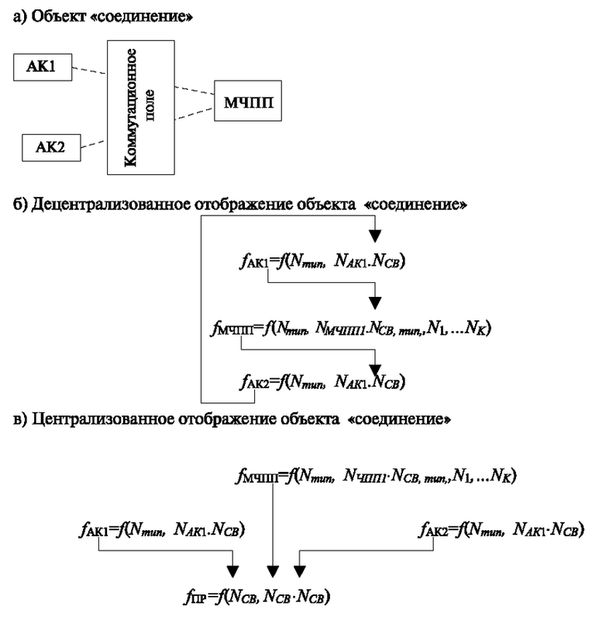 а) Объект «соединение»
АК1
АК2
Коммутационное
поле
МЧПП
б) Децентрализованное отображение объекта «соединение»
fАК1=f(Nтип, NАК1.NСВ)
fМЧПП=f(Nтип, NМЧПП1.NСВ, тип,,N1, ...NK)
fАК2=f(Nтип, NАК1.NСВ)
в) Централизованное отображение объекта «соединение»
fМЧПП=f(Nтип, NЧПП1·NСВ, тип,,N1, ...NK)
fАК1=f(Nтип, NАК1.NСВ) fАК2=f(Nтип, NАК1·NСВ)
fПР=f(NСВ, NСВ·NСВ)